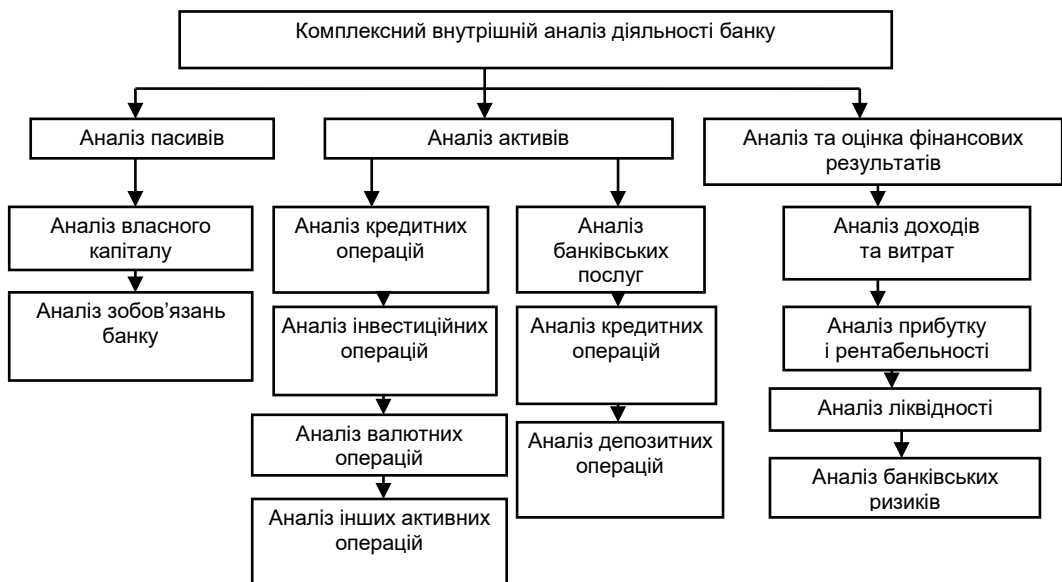 Комплексний внутрішній аналіз діяльності банку
Аналіз пасивів
Аналіз активів
Аналіз та оцінка фінансових
результатів
Аналіз власного
капіталу
Аналіз кредитних
операцій
Аналіз
банківських
послуг
Аналіз доходів
та витрат
Аналіз зобов’язань
банку
Аналіз інвестиційних
операцій
Аналіз кредитних
операцій
Аналіз прибутку
і рентабельності
Аналіз ліквідності
Аналіз валютних
операцій
Аналіз депозитних
операцій
Аналіз банківських
ризиків
Аналіз інших активних
операцій